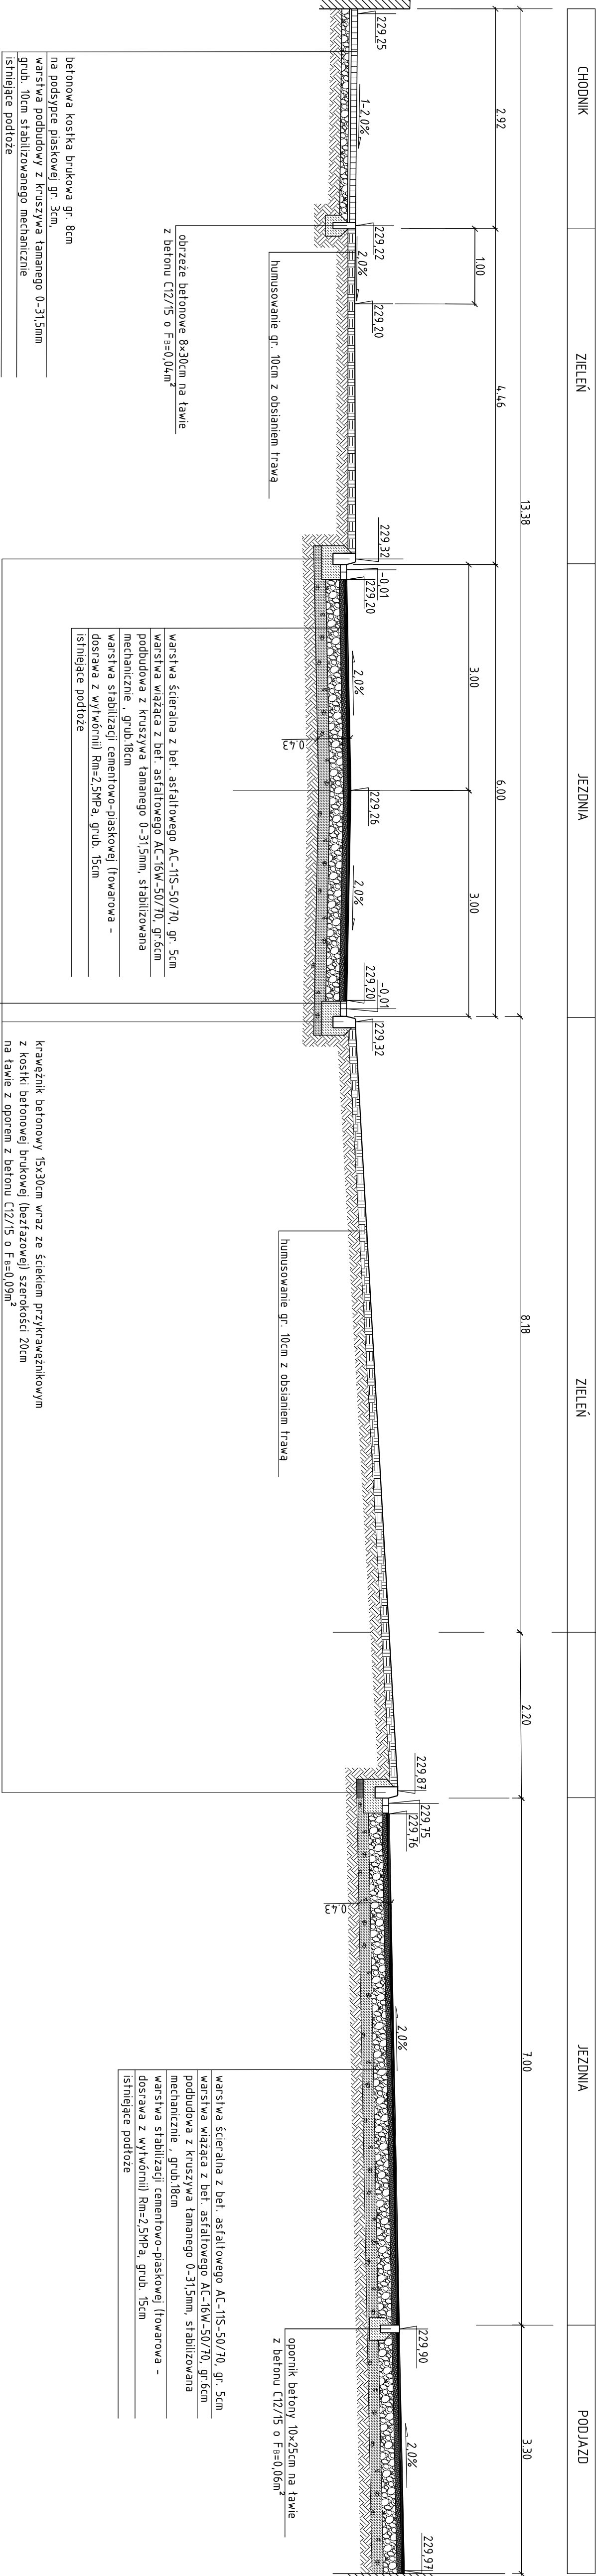 CHODNIK
ZIELEŃ
JEZDNIA
ZIELEŃ
JEZDNIA
PODJAZD
13.38
8.18
2.20
7.00
3.30
2.92
4.46
6.00
1.00
3.00
3.00
229,25
1-2,0%
229,22
2,0%
229,20
229,32
-0,01
229,20
2,0%
229,26
2,0%
-0,01
229,20
229,32
229,87
229,75
229,76
2,0%
229,90
2,0%
229,97
0.43
0.43
betonowa kostka brukowa gr. 8cm
na podsypce piaskowej gr. 3cm,
warstwa podbudowy z kruszywa łamanego 0-31,5mm
grub. 10cm stabilizowanego mechanicznie
istniejące podłoże
obrzeże betonowe 8x30cm na ławie
z betonu C12/15 o FB=0,04m²
humusowanie gr. 10cm z obsianiem trawą
warstwa ścieralna z bet. asfaltowego AC-11S-50/70, gr. 5cm
warstwa wiążąca z bet. asfaltowego AC-16W-50/70, gr.6cm
podbudowa z kruszywa łamanego 0-31,5mm, stabilizowana
mechanicznie , grub.18cm
warstwa stabilizacji cementowo-piaskowej (towarowa -
dosrawa z wytwórnii) Rm=2,5MPa, grub. 15cm
istniejące podłoże
krawężnik betonowy 15x30cm wraz ze ściekiem przykrawężnikowym
z kostki betonowej brukowej (bezfazowej) szerokości 20cm
na ławie z oporem z betonu C12/15 o FB=0,09m²
humusowanie gr. 10cm z obsianiem trawą
warstwa ścieralna z bet. asfaltowego AC-11S-50/70, gr. 5cm
warstwa wiążąca z bet. asfaltowego AC-16W-50/70, gr.6cm
podbudowa z kruszywa łamanego 0-31,5mm, stabilizowana
mechanicznie , grub.18cm
warstwa stabilizacji cementowo-piaskowej (towarowa -
dosrawa z wytwórnii) Rm=2,5MPa, grub. 15cm
istniejące podłoże
opornik betony 10x25cm na ławie
z betonu C12/15 o FB=0,06m²